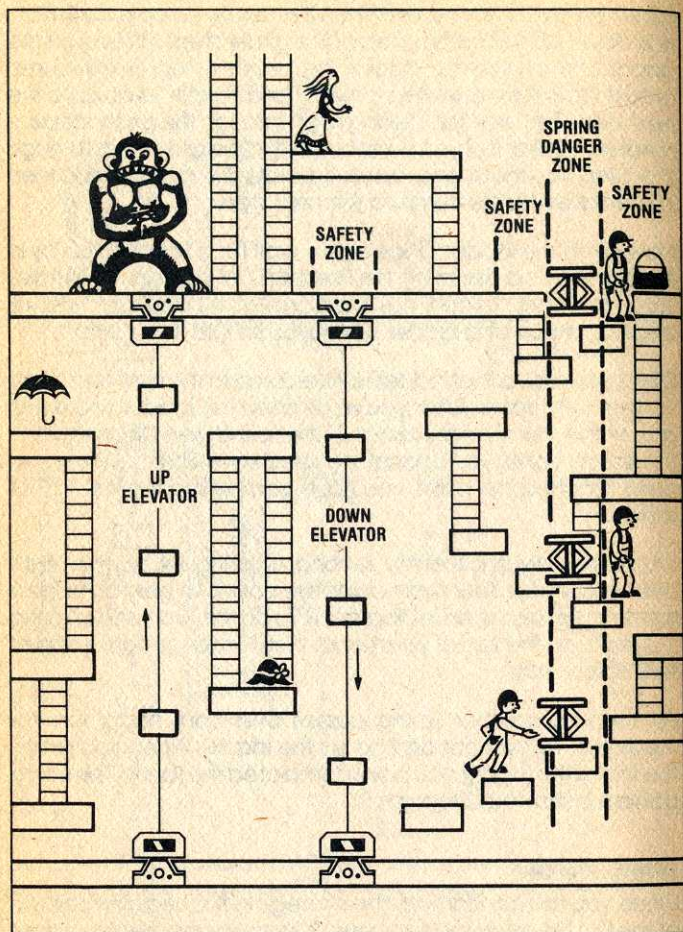 SPRING
DANGER
ZONE
SAFETY
ZONE
SAFETY
ZONE
SAFETY
ZONE
UP
ELEVATOR
DOWN
ELEVATOR